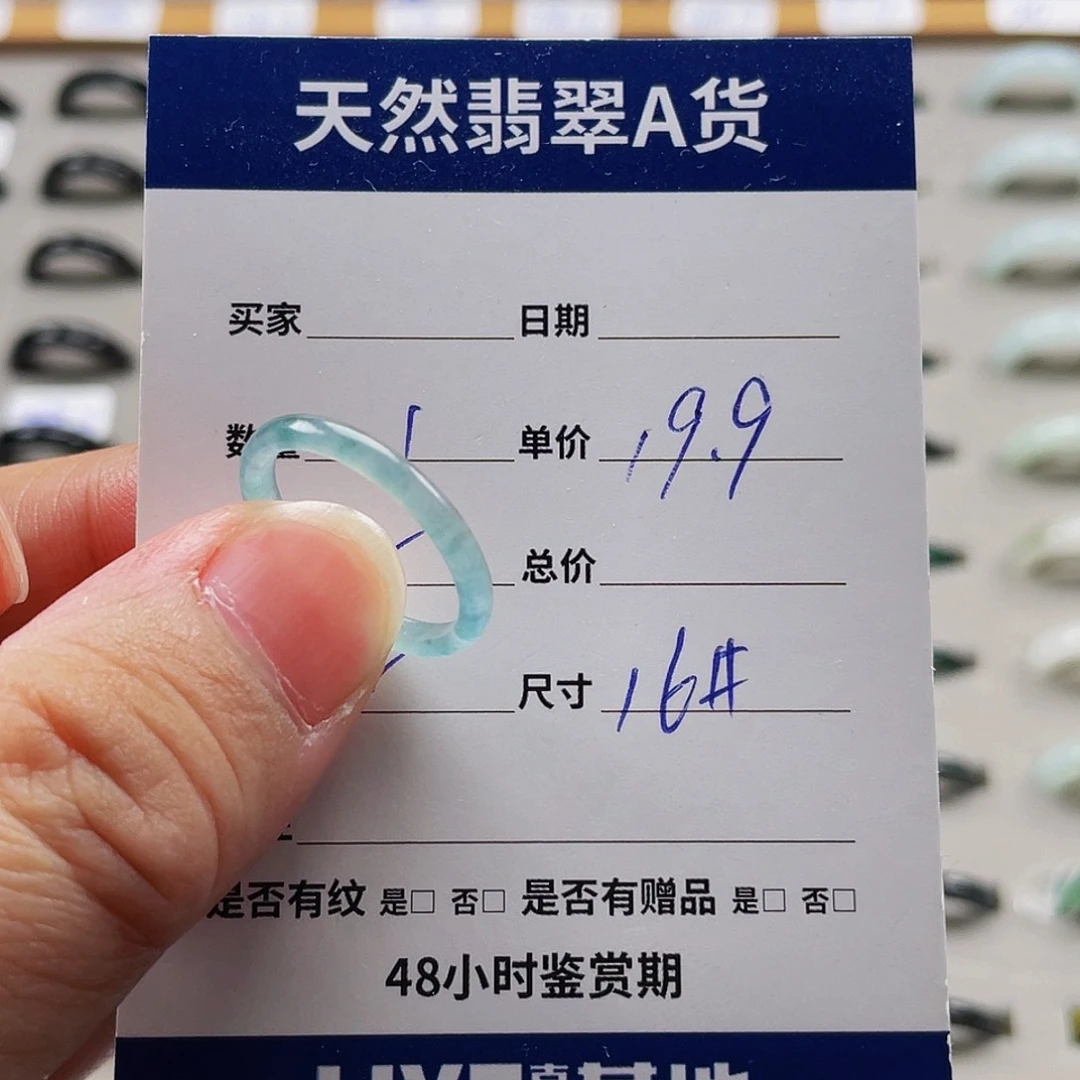 天然翡翠A货
买家 日期
数量 1 单价 19.9
总价
尺寸 16#
是否有纹 是□ 否□ 是否有赠品 是□ 否□
48小时鉴赏期